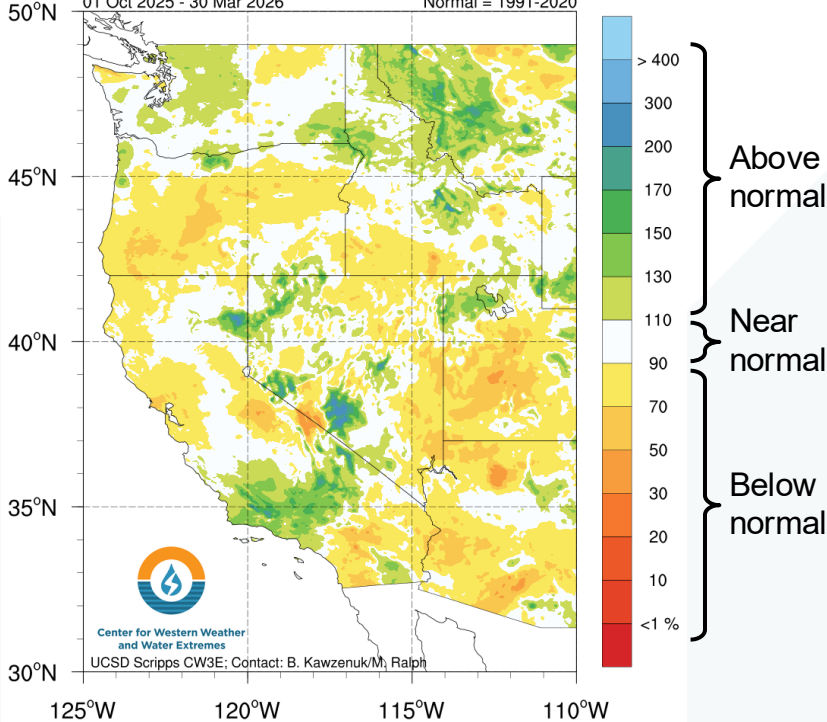 01 Oct 2025 - 30 Mar 2026 Normal = 1991-2020
50°N
45°N
40°N
35°N
30°N
125°W 120°W 115°W 110°W
> 400
300
200
170
150
130
110
90
70
50
30
20
10
<1 %
Above
normal
Near
normal
Below
normal
Center for Western Weather
and Water Extremes
UCSD Scripps CW3E; Contact: B. Kawzenuk/M. Ralph